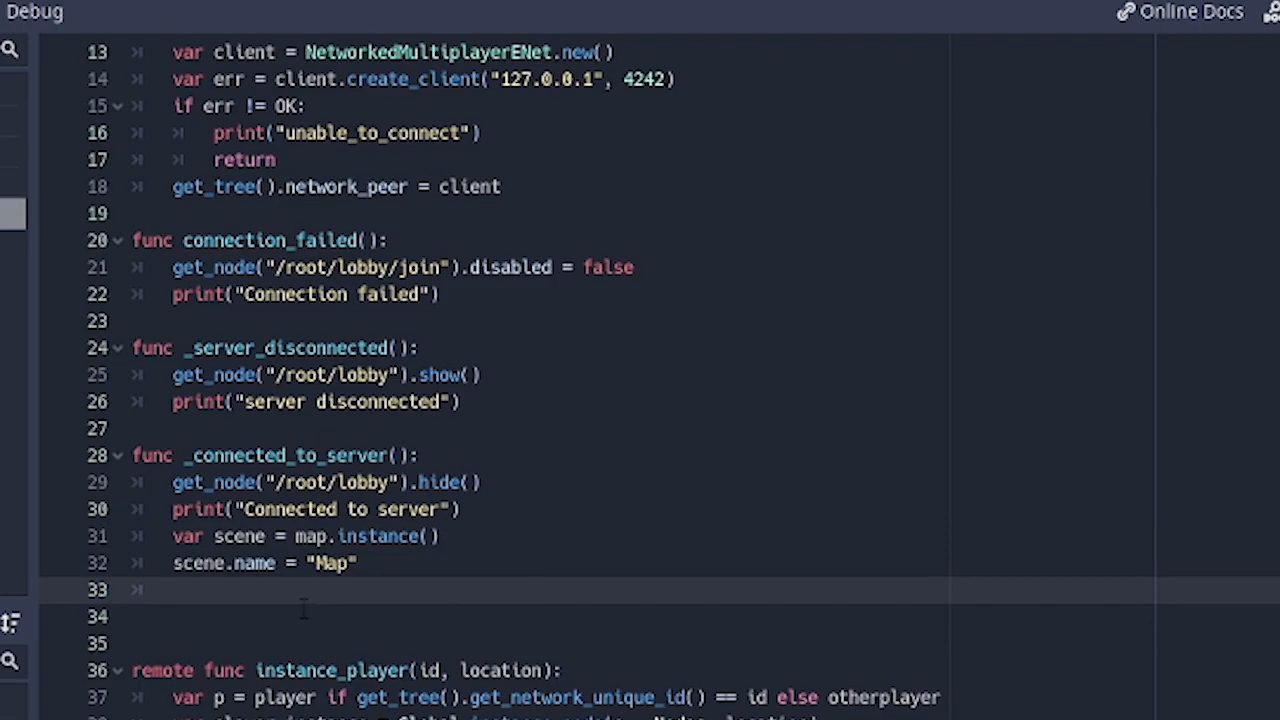 Debug
Online Docs
13 var client = NetworkedMultiplayerENet.new()
14 var err = client.create_client("127.0.0.1", 4242)
15 if err != OK:
16 print("unable_to_connect")
17 return
18 get_tree().network_peer = client
19
20 func connection_failed():
21 get_node("/root/lobby/join").disabled = false
22 print("Connection failed")
23
24 func _server_disconnected():
25 get_node("/root/lobby").show()
26 print("server disconnected")
27
28 func _connected_to_server():
29 get_node("/root/lobby").hide()
30 print("Connected to server")
31 var scene = map.instance()
32 scene.name = "Map"
33
34
35
36 remote func instance_player(id, location):
37 var p = player if get_tree().get_network_unique_id() == id else otherplayer